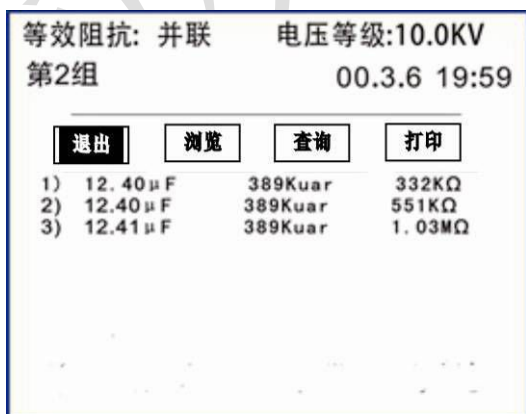 等效阻抗: 并联 电压等级:10.0KV
第2组 00.3.6 19:59
退出 浏览 查询 打印
1) 12.40μF 389Kuar 332KΩ
2) 12.40μF 389Kuar 551KΩ
3) 12.41μF 389Kuar 1.03MΩ